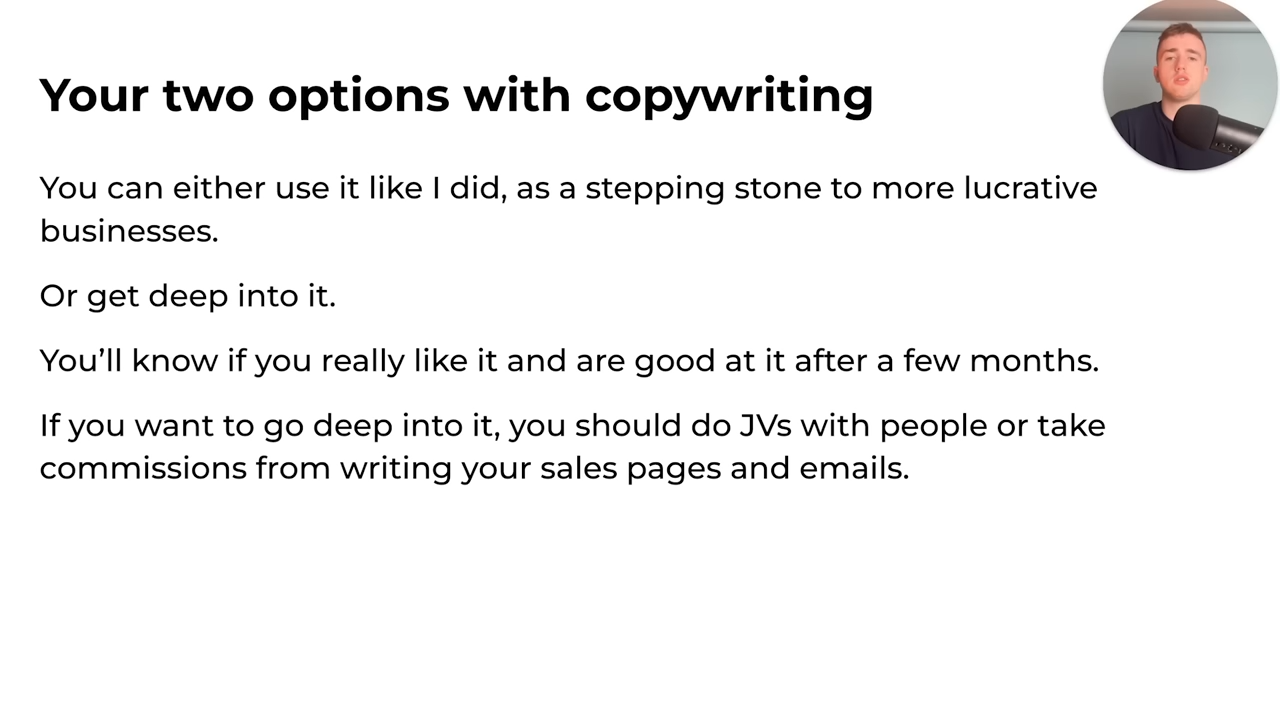 Your two options with copywriting
You can either use it like I did, as a stepping stone to more lucrative
businesses.
Or get deep into it.
You’ll know if you really like it and are good at it after a few months.
If you want to go deep into it, you should do JVs with people or take
commissions from writing your sales pages and emails.